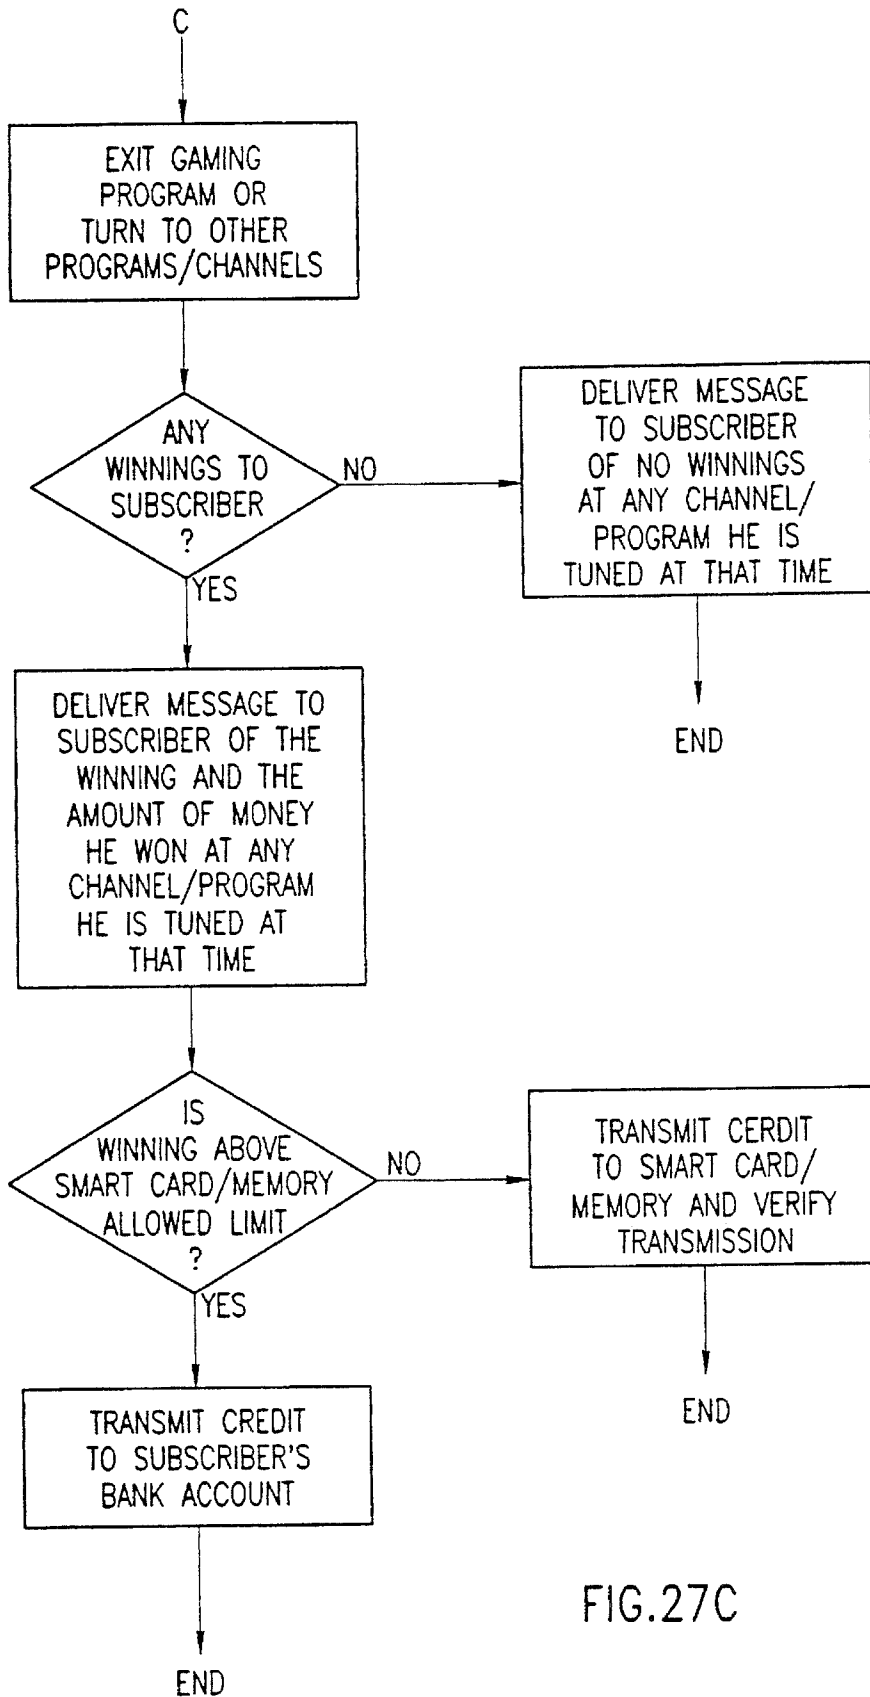 C
EXIT GAMING
PROGRAM OR
TURN TO OTHER
PROGRAMS/CHANNELS
ANY
WINNINGS TO
SUBSCRIBER
?
NO
DELIVER MESSAGE
TO SUBSCRIBER
OF NO WINNINGS
AT ANY CHANNEL/
PROGRAM HE IS
TUNED AT THAT TIME
END
YES
DELIVER MESSAGE TO
SUBSCRIBER OF THE
WINNING AND THE
AMOUNT OF MONEY
HE WON AT ANY
CHANNEL/PROGRAM
HE IS TUNED AT
THAT TIME
IS
WINNING ABOVE
SMART CARD/MEMORY
ALLOWED LIMIT
?
NO
TRANSMIT CERDIT
TO SMART CARD/
MEMORY AND VERIFY
TRANSMISSION
END
YES
TRANSMIT CREDIT
TO SUBSCRIBER'S
BANK ACCOUNT
END
FIG.27C